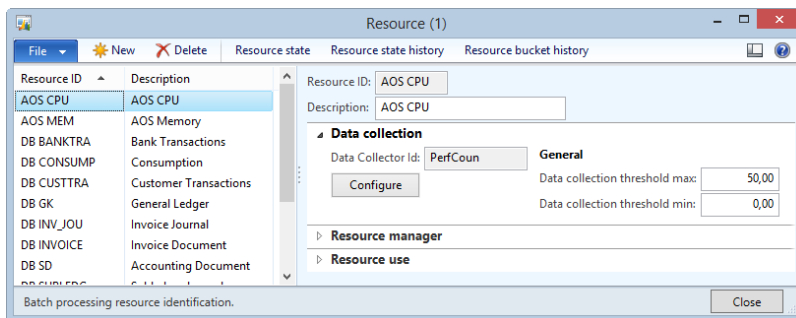 Resource (1)
File New Delete Resource state Resource state history Resource bucket history
Resource ID Description
AOS CPU AOS CPU
AOS MEM AOS Memory
DB BANKTRA Bank Transactions
DB CONSUMP Consumption
DB CUSTTRA Customer Transactions
DB GK General Ledger
DB INV_JOU Invoice Journal
DB INVOICE Invoice Document
DB SD Accounting Document
Resource ID: AOS CPU
Description: AOS CPU
Data collection
Data Collector Id: PerfCoun
Configure
General
Data collection threshold max: 50,00
Data collection threshold min: 0,00
Resource manager
Resource use
Batch processing resource identification.
Close